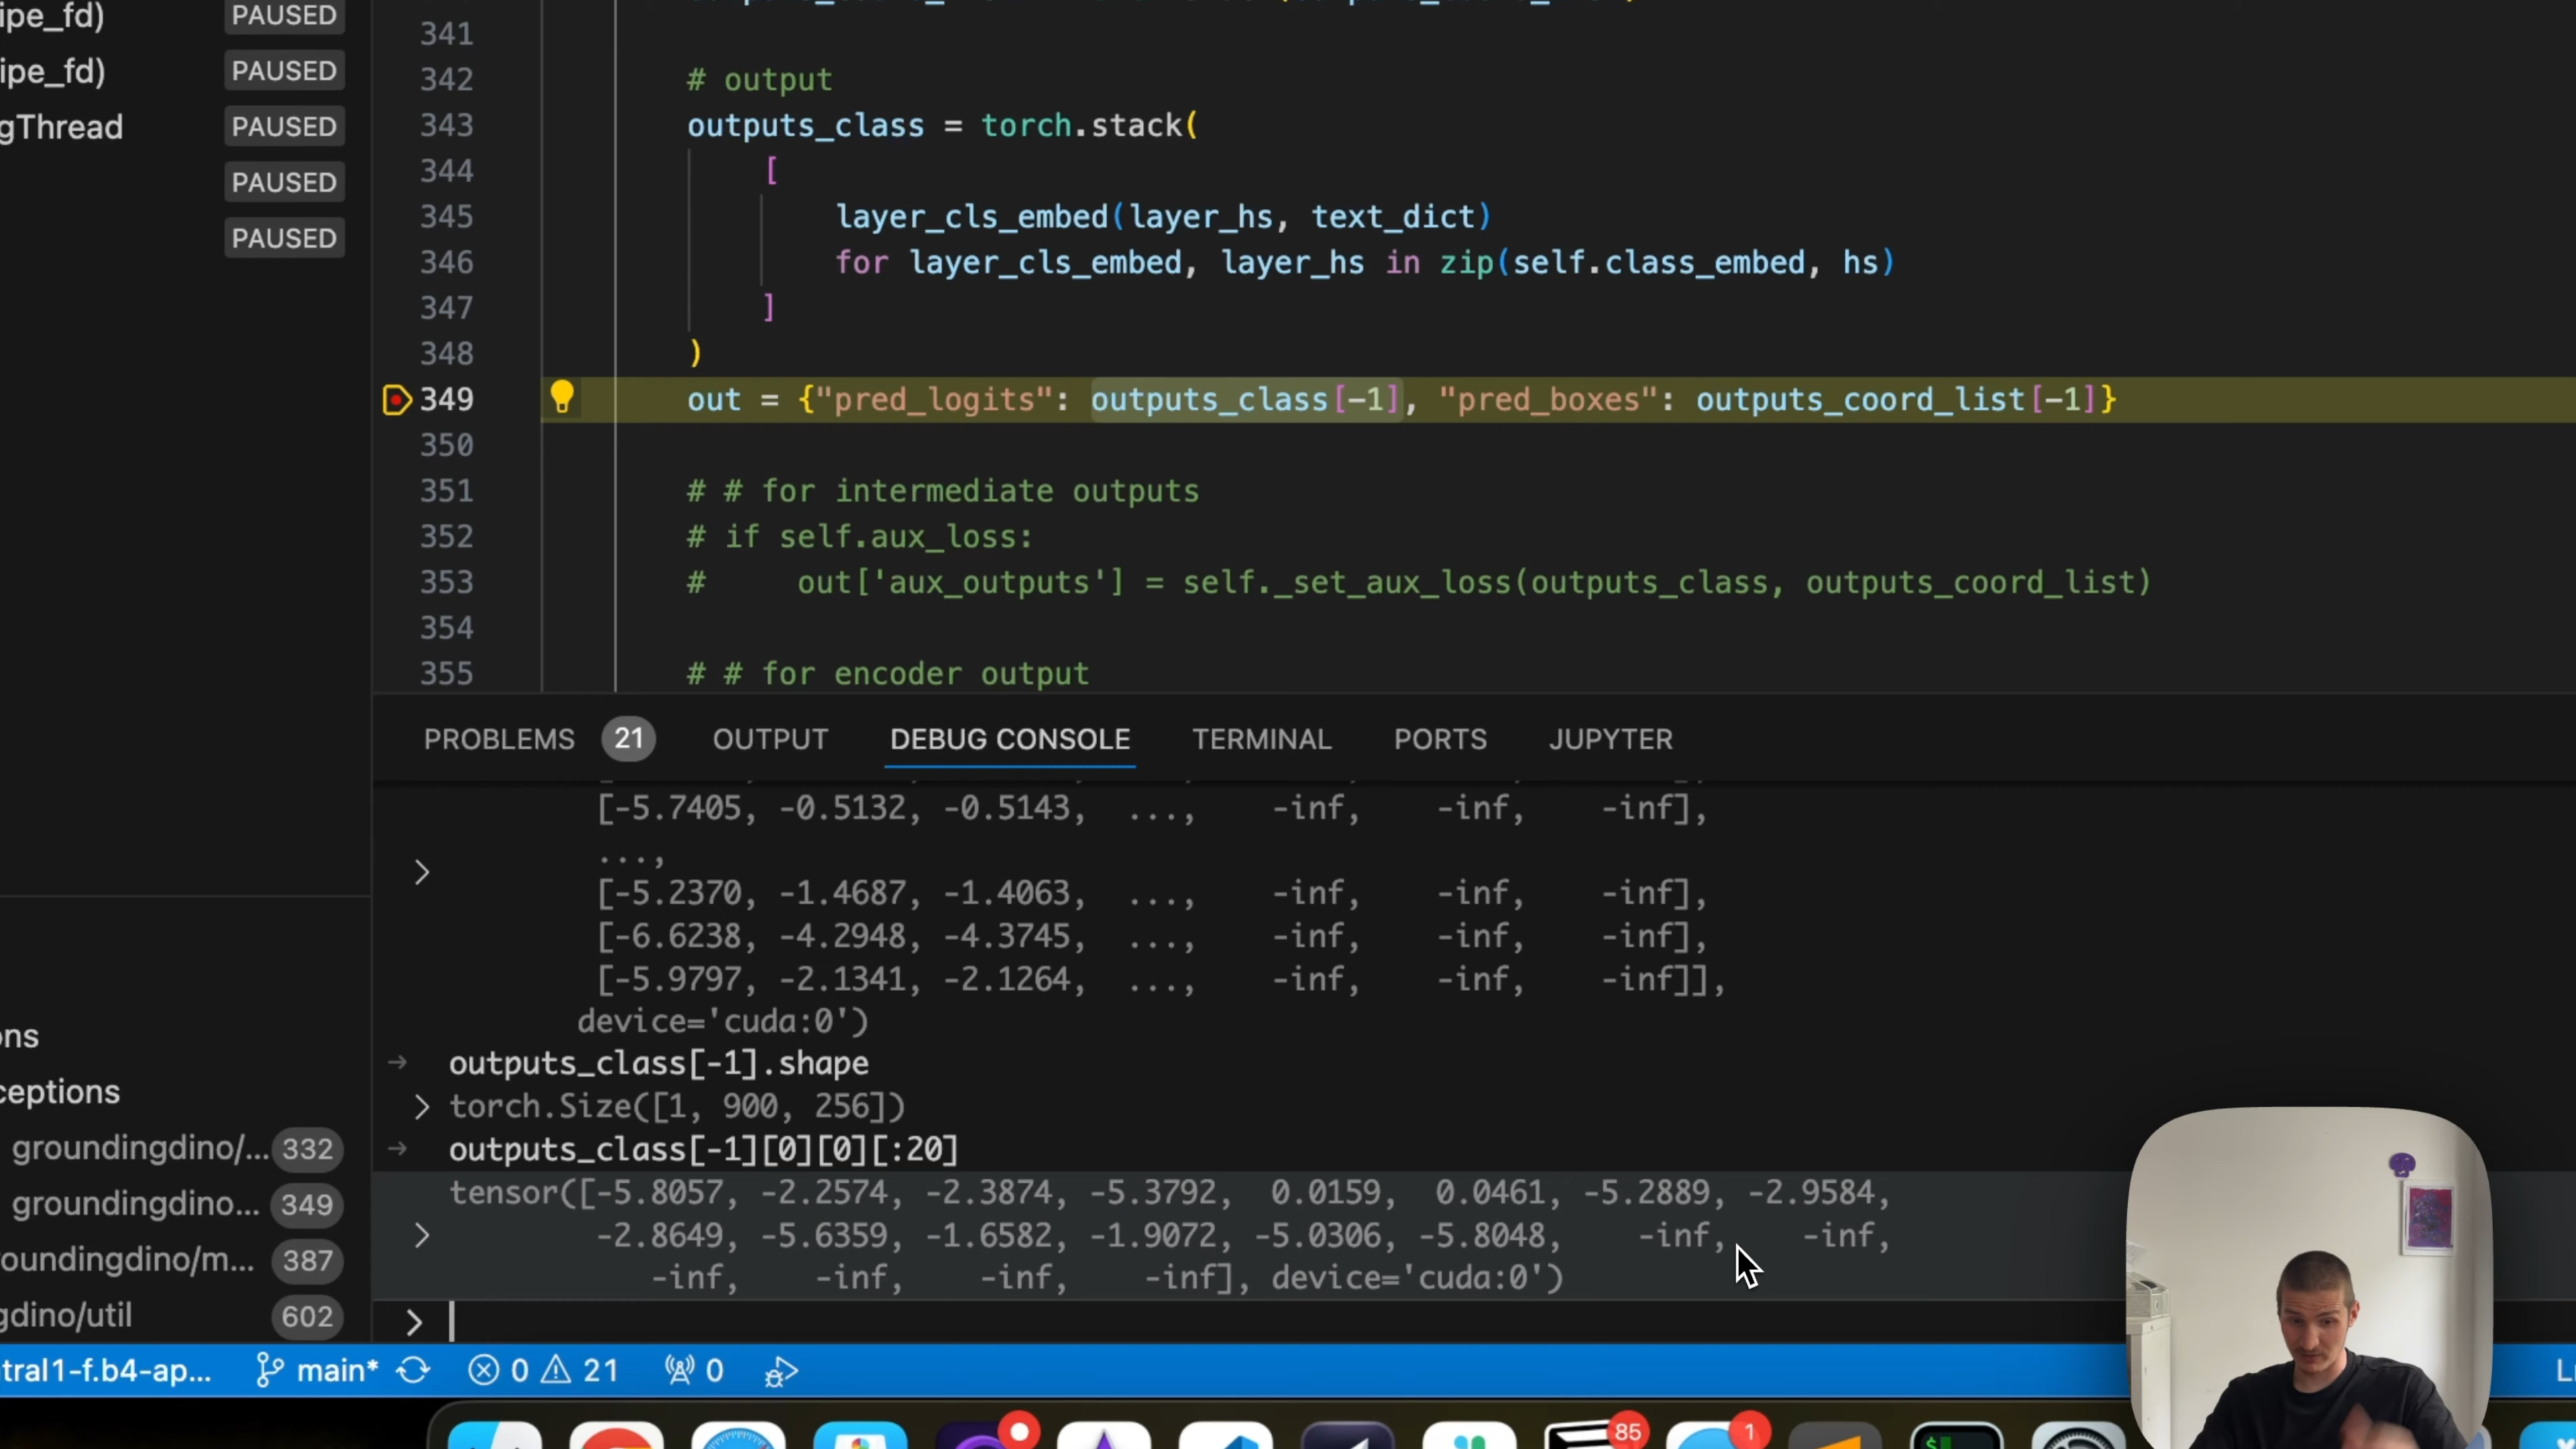 ipe_fd) PAUSED
ipe_fd) PAUSED
gThread PAUSED
PAUSED
PAUSED
341
342 # output
343 outputs_class = torch.stack(
344 [
345 layer_cls_embed(layer_hs, text_dict)
346 for layer_cls_embed, layer_hs in zip(self.class_embed, hs)
347 ]
348 )
349 out = {"pred_logits": outputs_class[-1], "pred_boxes": outputs_coord_list[-1]}
350
351 # # for intermediate outputs
352 # if self.aux_loss:
353 #     out['aux_outputs'] = self._set_aux_loss(outputs_class, outputs_coord_list)
354
355 # # for encoder output
PROBLEMS 21 OUTPUT DEBUG CONSOLE TERMINAL PORTS JUPYTER
[-5.7405, -0.5132, -0.5143, ..., -inf, -inf, -inf],
...,
[-5.2370, -1.4687, -1.4063, ..., -inf, -inf, -inf],
[-6.6238, -4.2948, -4.3745, ..., -inf, -inf, -inf],
[-5.9797, -2.1341, -2.1264, ..., -inf, -inf, -inf]],
device='cuda:0')
outputs_class[-1].shape
torch.Size([1, 900, 256])
outputs_class[-1][0][0][:20]
tensor([-5.8057, -2.2574, -2.3874, -5.3792, 0.0159, 0.0461, -5.2889, -2.9584,
-2.8649, -5.6359, -1.6582, -1.9072, -5.0306, -5.8048, -inf, -inf,
-inf, -inf, -inf, -inf], device='cuda:0')
ons
ceptions
groundingdino/... 332
groundingdino... 349
oundingdino/m... 387
gdino/util 602
tral1-f.b4-ap... main* 0 21 0
85
1